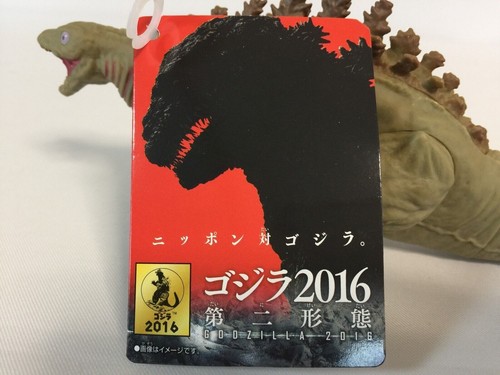 ニッポン対ゴジラ。
ゴジラ2016
第二形態
GODZILLA 2016
ゴジラ
2016
●画像はイメージです。